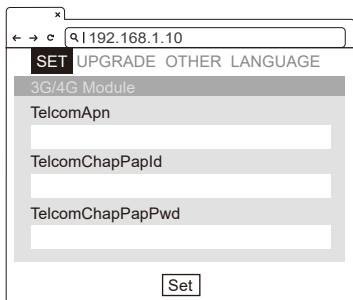 192.168.1.10
SET UPGRADE OTHER LANGUAGE
3G/4G Module
TelcomApn
TelcomChapPapId
TelcomChapPapPwd
Set